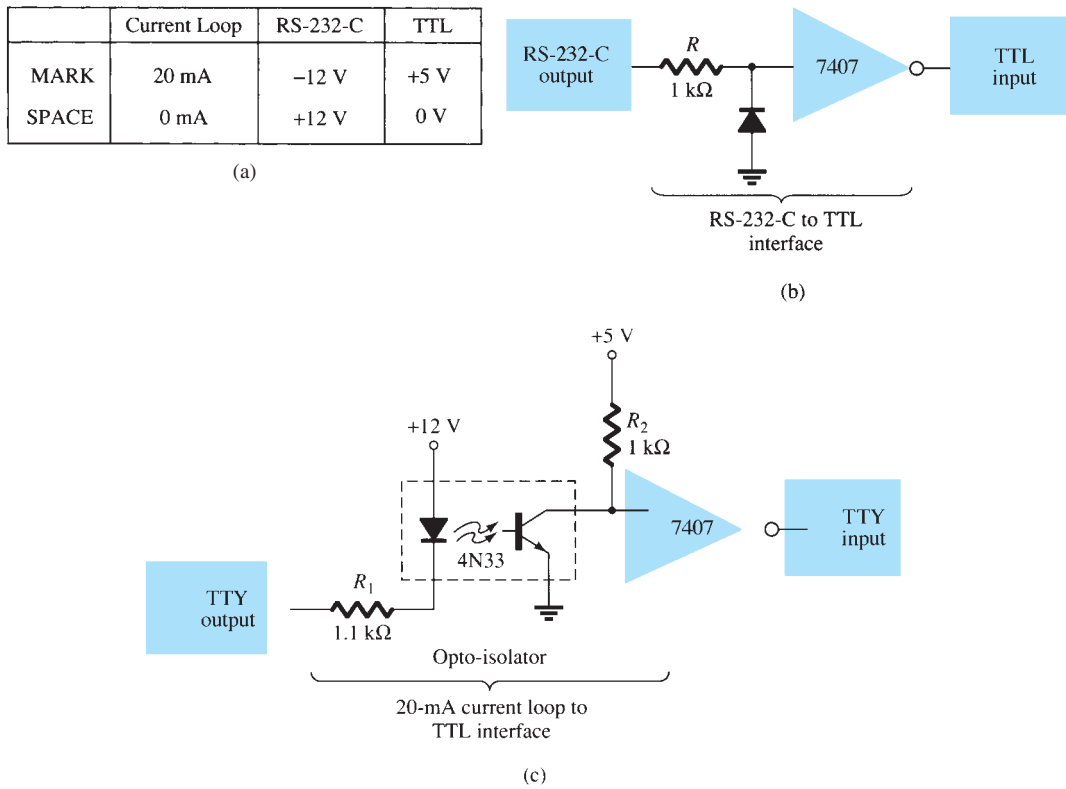 Current Loop RS-232-C TTL
MARK 20 mA −12 V +5 V
SPACE 0 mA +12 V 0 V
(a)
RS-232-C
output
R
1 kΩ
7407
TTL
input
RS-232-C to TTL
interface
(b)
+5 V
R2
1 kΩ
+12 V
4N33
7407
TTY
input
TTY
output
R1
1.1 kΩ
Opto-isolator
20-mA current loop to
TTL interface
(c)